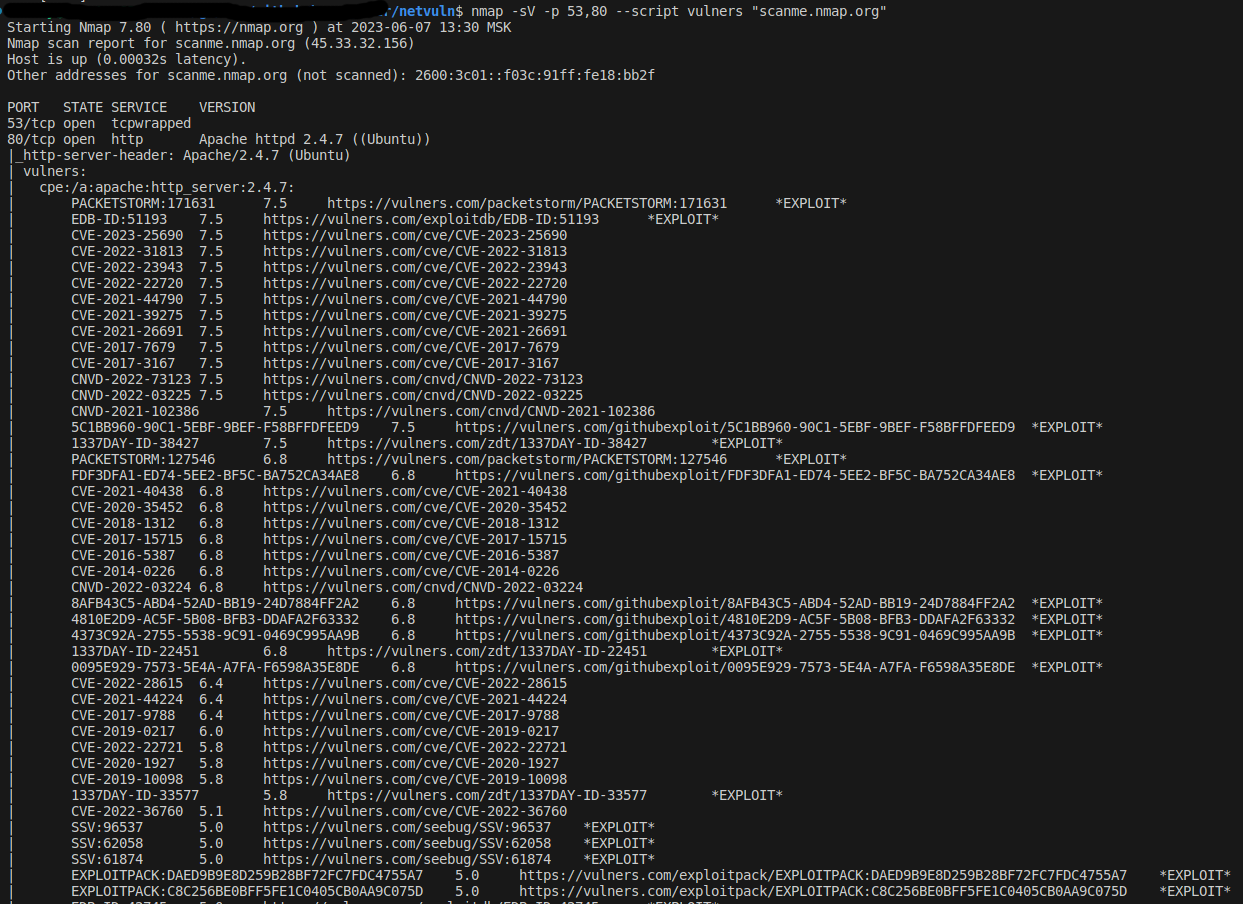 /netvuln$ nmap -sV -p 53,80 --script vulners "scanme.nmap.org"
Starting Nmap 7.80 ( https://nmap.org ) at 2023-06-07 13:30 MSK
Nmap scan report for scanme.nmap.org (45.33.32.156)
Host is up (0.00032s latency).
Other addresses for scanme.nmap.org (not scanned): 2600:3c01::f03c:91ff:fe18:bb2f
PORT   STATE SERVICE    VERSION
53/tcp open  tcpwrapped
80/tcp open  http       Apache httpd 2.4.7 ((Ubuntu))
|_http-server-header: Apache/2.4.7 (Ubuntu)
| vulners:
|   cpe:/a:apache:http_server:2.4.7:
|       PACKETSTORM:171631      7.5     https://vulners.com/packetstorm/PACKETSTORM:171631      *EXPLOIT*
|       EDB-ID:51193    7.5     https://vulners.com/exploitdb/EDB-ID:51193      *EXPLOIT*
|       CVE-2023-25690  7.5     https://vulners.com/cve/CVE-2023-25690
|       CVE-2022-31813  7.5     https://vulners.com/cve/CVE-2022-31813
|       CVE-2022-23943  7.5     https://vulners.com/cve/CVE-2022-23943
|       CVE-2022-22720  7.5     https://vulners.com/cve/CVE-2022-22720
|       CVE-2021-44790  7.5     https://vulners.com/cve/CVE-2021-44790
|       CVE-2021-39275  7.5     https://vulners.com/cve/CVE-2021-39275
|       CVE-2021-26691  7.5     https://vulners.com/cve/CVE-2021-26691
|       CVE-2017-7679   7.5     https://vulners.com/cve/CVE-2017-7679
|       CVE-2017-3167   7.5     https://vulners.com/cve/CVE-2017-3167
|       CNVD-2022-73123 7.5     https://vulners.com/cnvd/CNVD-2022-73123
|       CNVD-2022-03225 7.5     https://vulners.com/cnvd/CNVD-2022-03225
|       CNVD-2021-102386        7.5     https://vulners.com/cnvd/CNVD-2021-102386
|       5C1BB960-90C1-5EBF-9BEF-F58BFFDFEED9    7.5     https://vulners.com/githubexploit/5C1BB960-90C1-5EBF-9BEF-F58BFFDFEED9  *EXPLOIT*
|       1337DAY-ID-38427        7.5     https://vulners.com/zdt/1337DAY-ID-38427        *EXPLOIT*
|       PACKETSTORM:127546      6.8     https://vulners.com/packetstorm/PACKETSTORM:127546      *EXPLOIT*
|       FDF3DFA1-ED74-5EE2-BF5C-BA752CA34AE8    6.8     https://vulners.com/githubexploit/FDF3DFA1-ED74-5EE2-BF5C-BA752CA34AE8  *EXPLOIT*
|       CVE-2021-40438  6.8     https://vulners.com/cve/CVE-2021-40438
|       CVE-2020-35452  6.8     https://vulners.com/cve/CVE-2020-35452
|       CVE-2018-1312   6.8     https://vulners.com/cve/CVE-2018-1312
|       CVE-2017-15715  6.8     https://vulners.com/cve/CVE-2017-15715
|       CVE-2016-5387   6.8     https://vulners.com/cve/CVE-2016-5387
|       CVE-2014-0226   6.8     https://vulners.com/cve/CVE-2014-0226
|       CNVD-2022-03224 6.8     https://vulners.com/cnvd/CNVD-2022-03224
|       8AFB43C5-ABD4-52AD-BB19-24D7884FF2A2    6.8     https://vulners.com/githubexploit/8AFB43C5-ABD4-52AD-BB19-24D7884FF2A2  *EXPLOIT*
|       4810E2D9-AC5F-5B08-BFB3-DDAFA2F63332    6.8     https://vulners.com/githubexploit/4810E2D9-AC5F-5B08-BFB3-DDAFA2F63332  *EXPLOIT*
|       4373C92A-2755-5538-9C91-0469C995AA9B    6.8     https://vulners.com/githubexploit/4373C92A-2755-5538-9C91-0469C995AA9B  *EXPLOIT*
|       1337DAY-ID-22451        6.8     https://vulners.com/zdt/1337DAY-ID-22451        *EXPLOIT*
|       0095E929-7573-5E4A-A7FA-F6598A35E8DE    6.8     https://vulners.com/githubexploit/0095E929-7573-5E4A-A7FA-F6598A35E8DE  *EXPLOIT*
|       CVE-2022-28615  6.4     https://vulners.com/cve/CVE-2022-28615
|       CVE-2021-44224  6.4     https://vulners.com/cve/CVE-2021-44224
|       CVE-2017-9788   6.4     https://vulners.com/cve/CVE-2017-9788
|       CVE-2019-0217   6.0     https://vulners.com/cve/CVE-2019-0217
|       CVE-2022-22721  5.8     https://vulners.com/cve/CVE-2022-22721
|       CVE-2020-1927   5.8     https://vulners.com/cve/CVE-2020-1927
|       CVE-2019-10098  5.8     https://vulners.com/cve/CVE-2019-10098
|       1337DAY-ID-33577        5.8     https://vulners.com/zdt/1337DAY-ID-33577        *EXPLOIT*
|       CVE-2022-36760  5.1     https://vulners.com/cve/CVE-2022-36760
|       SSV:96537       5.0     https://vulners.com/seebug/SSV:96537    *EXPLOIT*
|       SSV:62058       5.0     https://vulners.com/seebug/SSV:62058    *EXPLOIT*
|       SSV:61874       5.0     https://vulners.com/seebug/SSV:61874    *EXPLOIT*
|       EXPLOITPACK:DAED9B9E8D259B28BF72FC7FDC4755A7    5.0     https://vulners.com/exploitpack/EXPLOITPACK:DAED9B9E8D259B28BF72FC7FDC4755A7    *EXPLOIT*
|       EXPLOITPACK:C8C256BE0BFF5FE1C0405CB0AA9C075D    5.0     https://vulners.com/exploitpack/EXPLOITPACK:C8C256BE0BFF5FE1C0405CB0AA9C075D    *EXPLOIT*